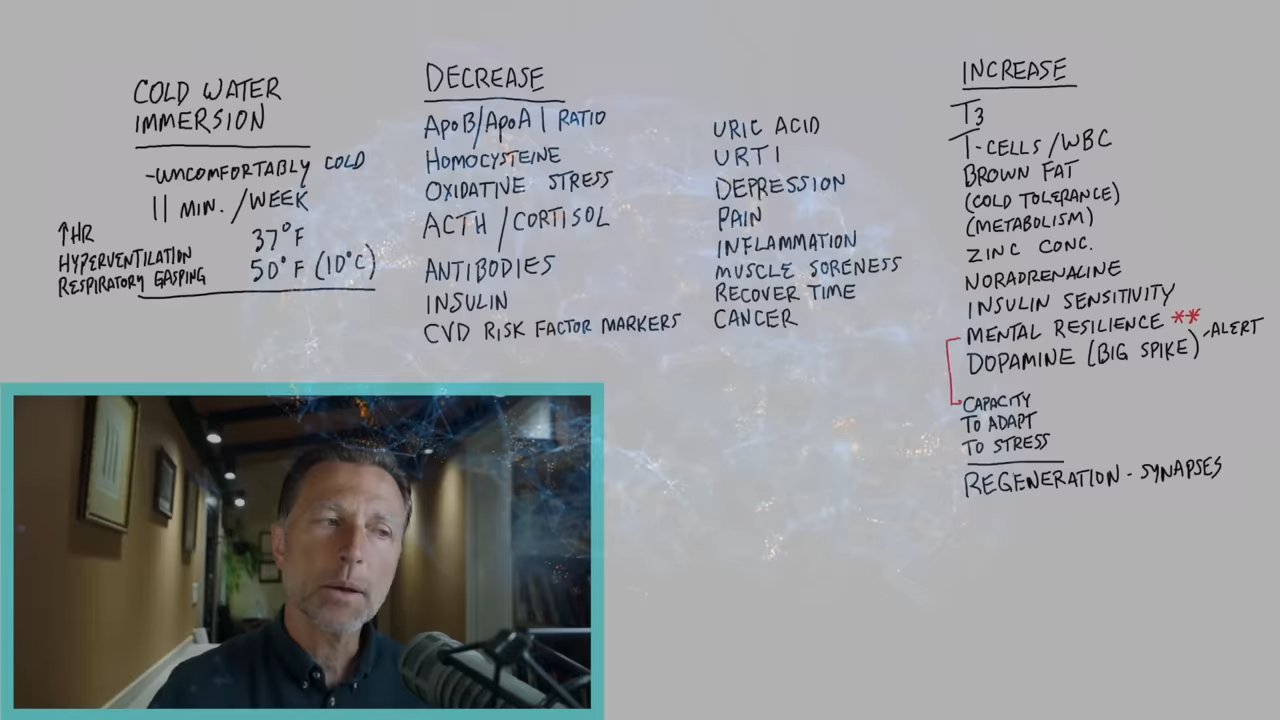 COLD WATER
IMMERSION
-UNCOMFORTABLY COLD
11 MIN. /WEEK
↑HR
HYPERVENTILATION
RESPIRATORY GASPING
37°F
50°F (10°C)
DECREASE
APOB/APOA1 RATIO
HOMOCYSTEINE
OXIDATIVE STRESS
ACTH / CORTISOL
ANTIBODIES
INSULIN
CVD RISK FACTOR MARKERS
URIC ACID
URTI
DEPRESSION
PAIN
INFLAMMATION
MUSCLE SORENESS
RECOVER TIME
CANCER
INCREASE
T3
T-CELLS/WBC
BROWN FAT
(COLD TOLERANCE)
(METABOLISM)
ZINC CONC.
NORADRENALINE
INSULIN SENSITIVITY
MENTAL RESILIENCE **
DOPAMINE (BIG SPIKE) -ALERT
CAPACITY
TO ADAPT
TO STRESS
REGENERATION - SYNAPSES